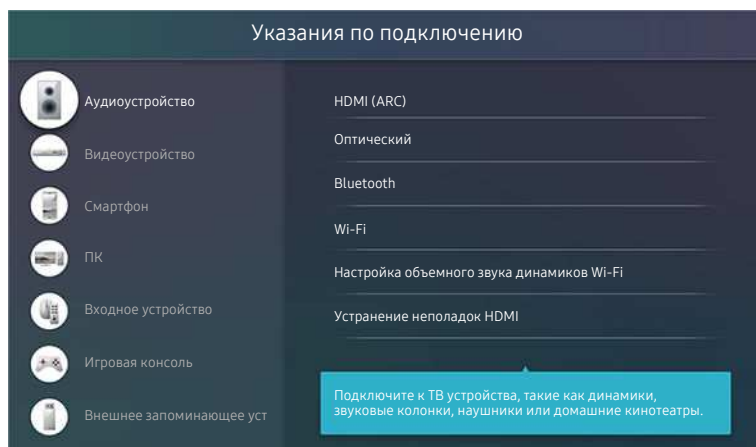 Указания по подключению
Аудиоустройство
Видеоустройство
Смартфон
ПК
Входное устройство
Игровая консоль
Внешнее запоминающее уст
HDMI (ARC)
Оптический
Bluetooth
Wi-Fi
Настройка объемного звука динамиков Wi-Fi
Устранение неполадок HDMI
Подключите к ТВ устройства, такие как динамики,
звуковые колонки, наушники или домашние кинотеатры.